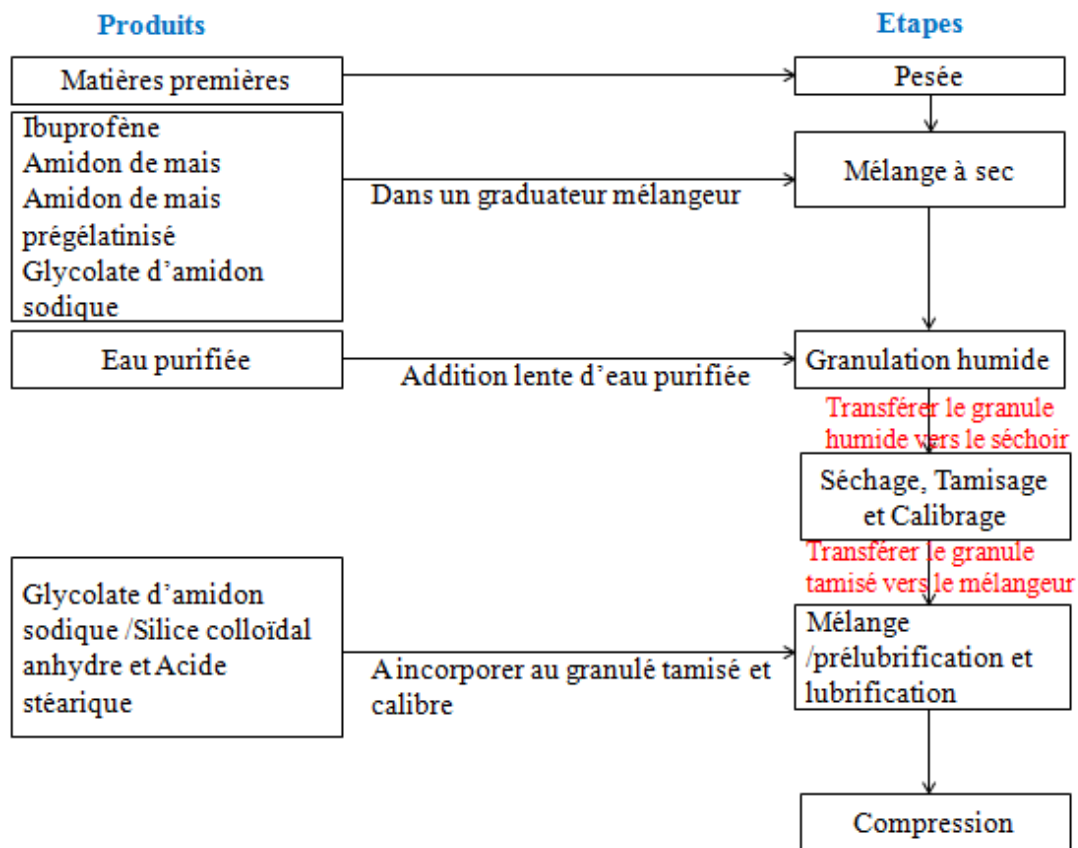 Produits
Etapes
Matières premières
Pesée
Ibuprofène
Amidon de mais
Amidon de mais
prégélatinisé
Glycolate d'amidon
sodique
Dans un graduateur mélangeur
Mélange à sec
Eau purifiée
Addition lente d'eau purifiée
Granulation humide
Transférer le granule
humide vers le séchoir
Séchage, Tamisage
et Calibrage
Transférer le granule
tamisé vers le mélangeur
Glycolate d'amidon
sodique /Silice colloïdal
anhydre et Acide
stéarique
A incorporer au granulé tamisé et
calibre
Mélange
/prélubrification et
lubrification
Compression